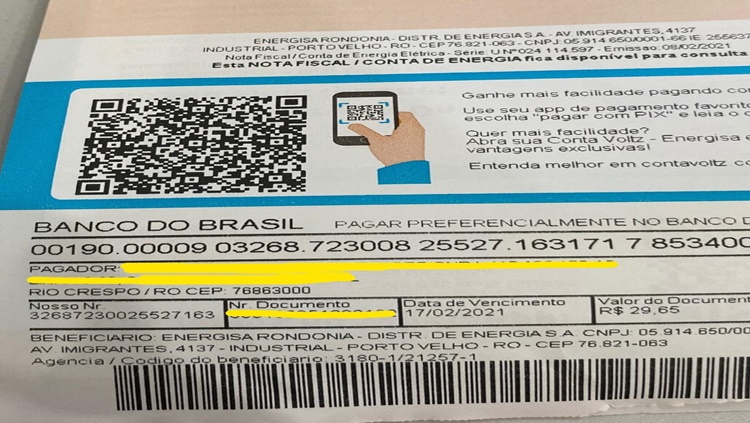 ENERGISA RONDONIA - DISTR. DE ENERGIA S.A. - AV. IMIGRANTES, 4137
INDUSTRIAL - PORTO VELHO - RO - CEP 76.821-063 - CNPJ: 05.914.650/0001-66 IE: 255637
Nota Fiscal / Conta de Energia Elétrica - Série: U Nº 024.114.597 - Emissao: 08/02/2021
Esta NOTA FISCAL / CONTA DE ENERGIA fica disponível para consulta
Ganhe mais facilidade pagando co
Use seu app de pagamento favorito
escolha "pagar com PIX" e leia o c
Quer mais facilidade?
Abra sua Conta Voltz - Energisa e
vantagens exclusivas!
Entenda melhor em contavoltz.co
BANCO DO BRASIL PAGAR PREFERENCIALMENTE NO BANCO D
00190.00009 03268.723008 25527.163171 7 853400
PAGADOR:
RIO CRESPO / RO CEP: 76863000
Nosso Nr. Nr. Documento Data de Vencimento Valor do Documen
32687230025527163 17/02/2021 R$ 29,65
BENEFICIARIO: ENERGISA RONDONIA - DISTR. DE ENERGIA S A. CNPJ: 05.914.650/00
AV. IMIGRANTES, 4137 - INDUSTRIAL - PORTO VELHO - RO - CEP 76.821-063
Agencia / Codigo do beneficiario: 3180-1/21257-1